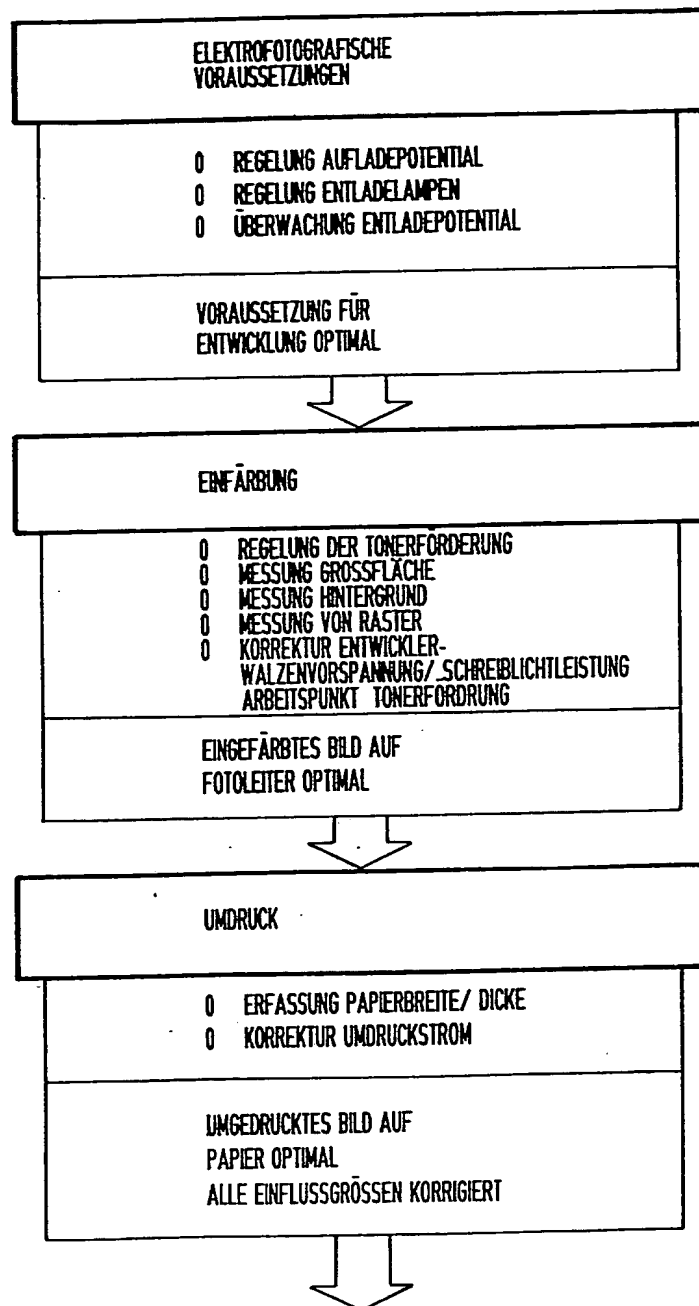 ELEKTROFOTOGRAFISCHE
VORAUSSETZUNGEN
0 REGELUNG AUFLADEPOTENTIAL
0 REGELUNG ENTLADELAMPEN
0 ÜBERWACHUNG ENTLADEPOTENTIAL
VORAUSSETZUNG FÜR
ENTWICKLUNG OPTIMAL
EINFÄRBUNG
0 REGELUNG DER TONERFÖRDERUNG
0 MESSUNG GROSSFLÄCHE
0 MESSUNG HINTERGRUND
0 MESSUNG VON RASTER
0 KORREKTUR ENTWICKLER-
WALZENVORSPANNUNG/ SCHREIBLICHTLEISTUNG
ARBEITSPUNKT TONERFORDRUNG
EINGEFÄRBTES BILD AUF
FOTOLEITER OPTIMAL
UMDRUCK
0 ERFASSUNG PAPIERBREITE/ DICKE
0 KORREKTUR UMDRUCKSTROM
UMGEDRUCKTES BILD AUF
PAPIER OPTIMAL
ALLE EINFLUSSGRÖSSEN KORRIGIERT